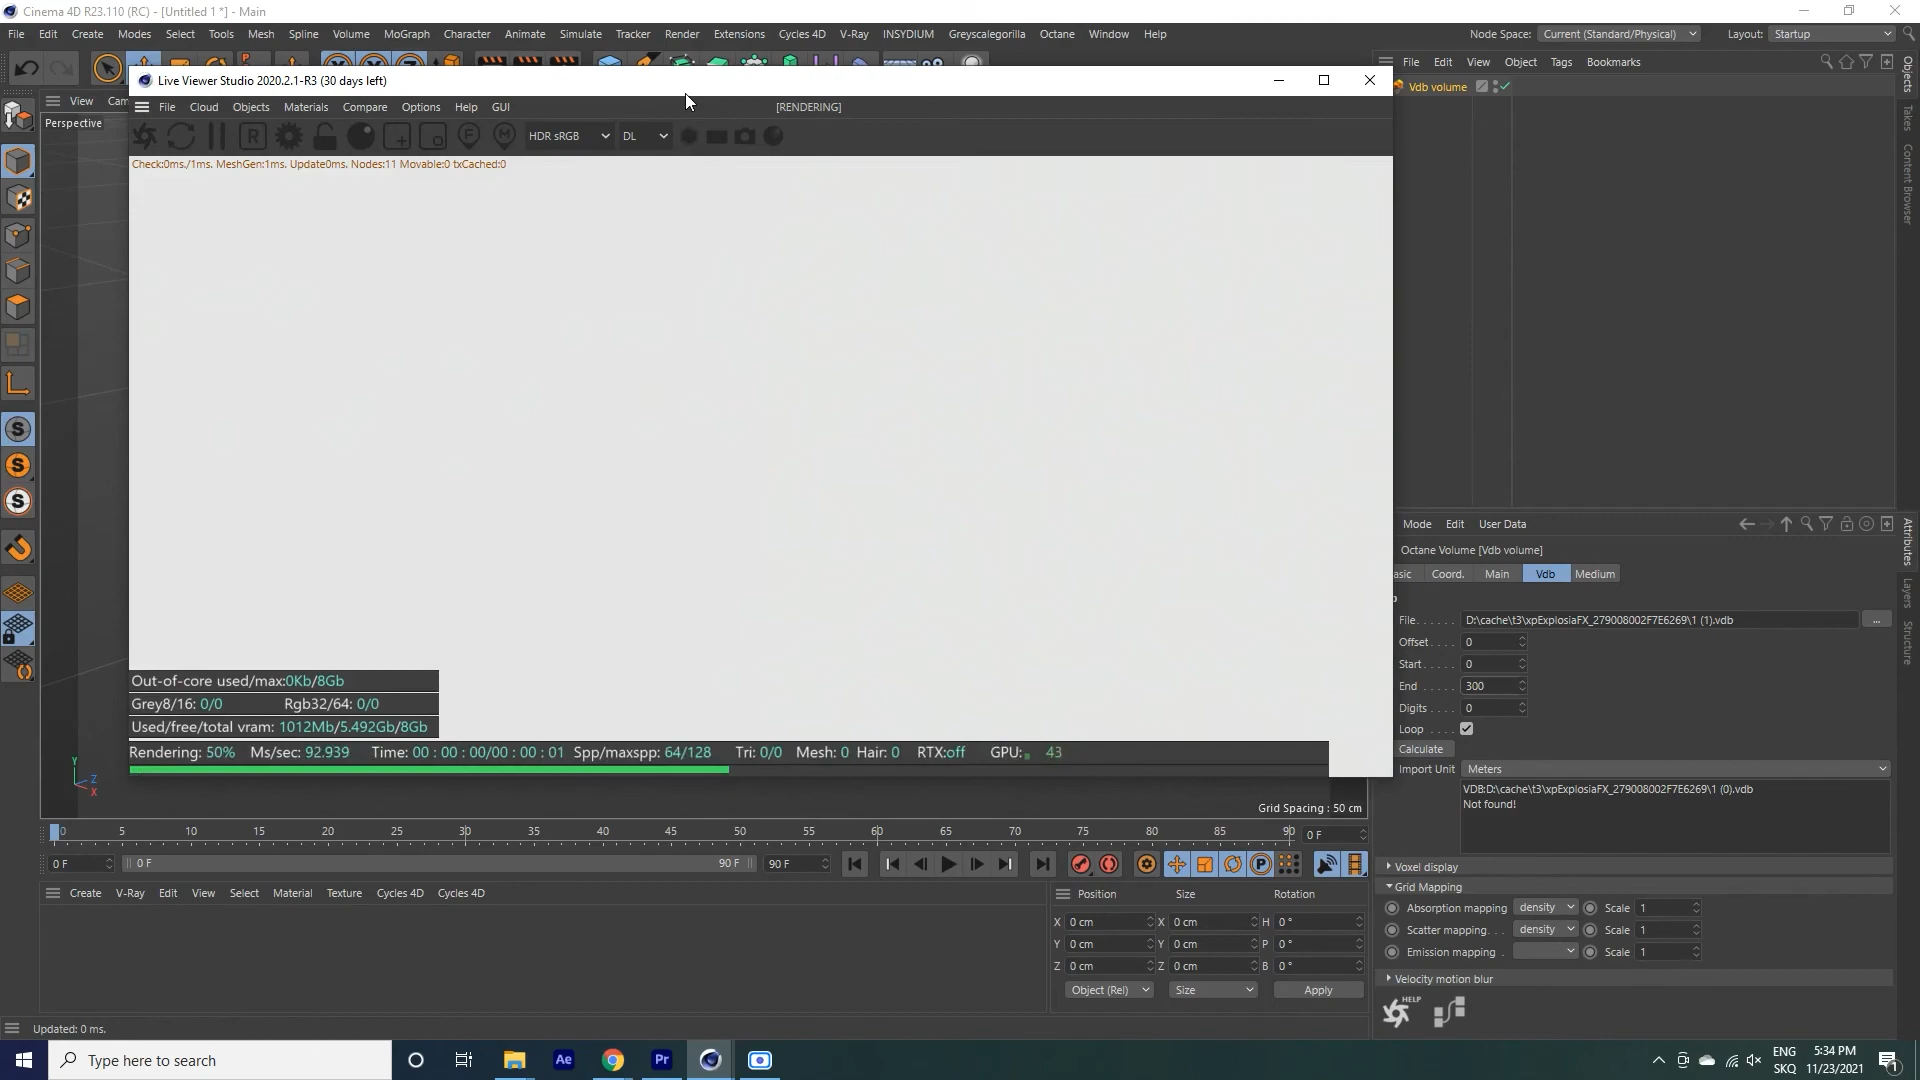 Cinema 4D R23.110 (RC) - [Untitled 1 *] - Main
File Edit Create Modes Select Tools Mesh Spline Volume MoGraph Character Animate Simulate Tracker Render Extensions Cycles 4D V-Ray INSYDIUM Greyscalegorilla Octane Window Help Node Space: Current (Standard/Physical) Layout: Startup
Live Viewer Studio 2020.2.1-R3 (30 days left)
File Cloud Objects Materials Compare Options Help GUI [RENDERING]
HDR sRGB DL
Check:0ms./1ms. MeshGen:1ms. Update0ms. Nodes:11 Movable:0 txCached:0
View Cam
Perspective
File Edit View Object Tags Bookmarks
Vdb volume
Objects
Takes
Content Browser
Out-of-core used/max:0Kb/8Gb
Grey8/16: 0/0 Rgb32/64: 0/0
Used/free/total vram: 1012Mb/5.492Gb/8Gb
Rendering: 50% Ms/sec: 92.939 Time: 00 : 00 : 00/00 : 00 : 01 Spp/maxspp: 64/128 Tri: 0/0 Mesh: 0 Hair: 0 RTX:off GPU: 43
Y
Z
X
Grid Spacing : 50 cm
Mode Edit User Data
Octane Volume [Vdb volume]
asic Coord. Main Vdb Medium
File. . . . . D:\cache\t3\xpExplosiaFX_279008002F7E6269\1 (1).vdb ...
Offset . . . . 0
Start . . . . 0
End . . . . . 300
Digits . . . . 0
Loop . . . .
Calculate
Import Unit Meters
VDB:D:\cache\t3\xpExplosiaFX_279008002F7E6269\1 (0).vdb
Not found!
Voxel display
Grid Mapping
Absorption mapping density Scale 1
Scatter mapping. . . density Scale 1
Emission mapping . Scale 1
Velocity motion blur
HELP
Attributes
Layers
Structure
0 5 10 15 20 25 30 35 40 45 50 55 60 65 70 75 80 85 90 0 F
0 F 0 F 90 F 90 F
Create V-Ray Edit View Select Material Texture Cycles 4D Cycles 4D
Position Size Rotation
X 0 cm X 0 cm H 0 °
Y 0 cm Y 0 cm P 0 °
Z 0 cm Z 0 cm B 0 °
Object (Rel) Size Apply
Updated: 0 ms.
Type here to search
Ae
Pr
ENG
SKQ
5:34 PM
11/23/2021
1